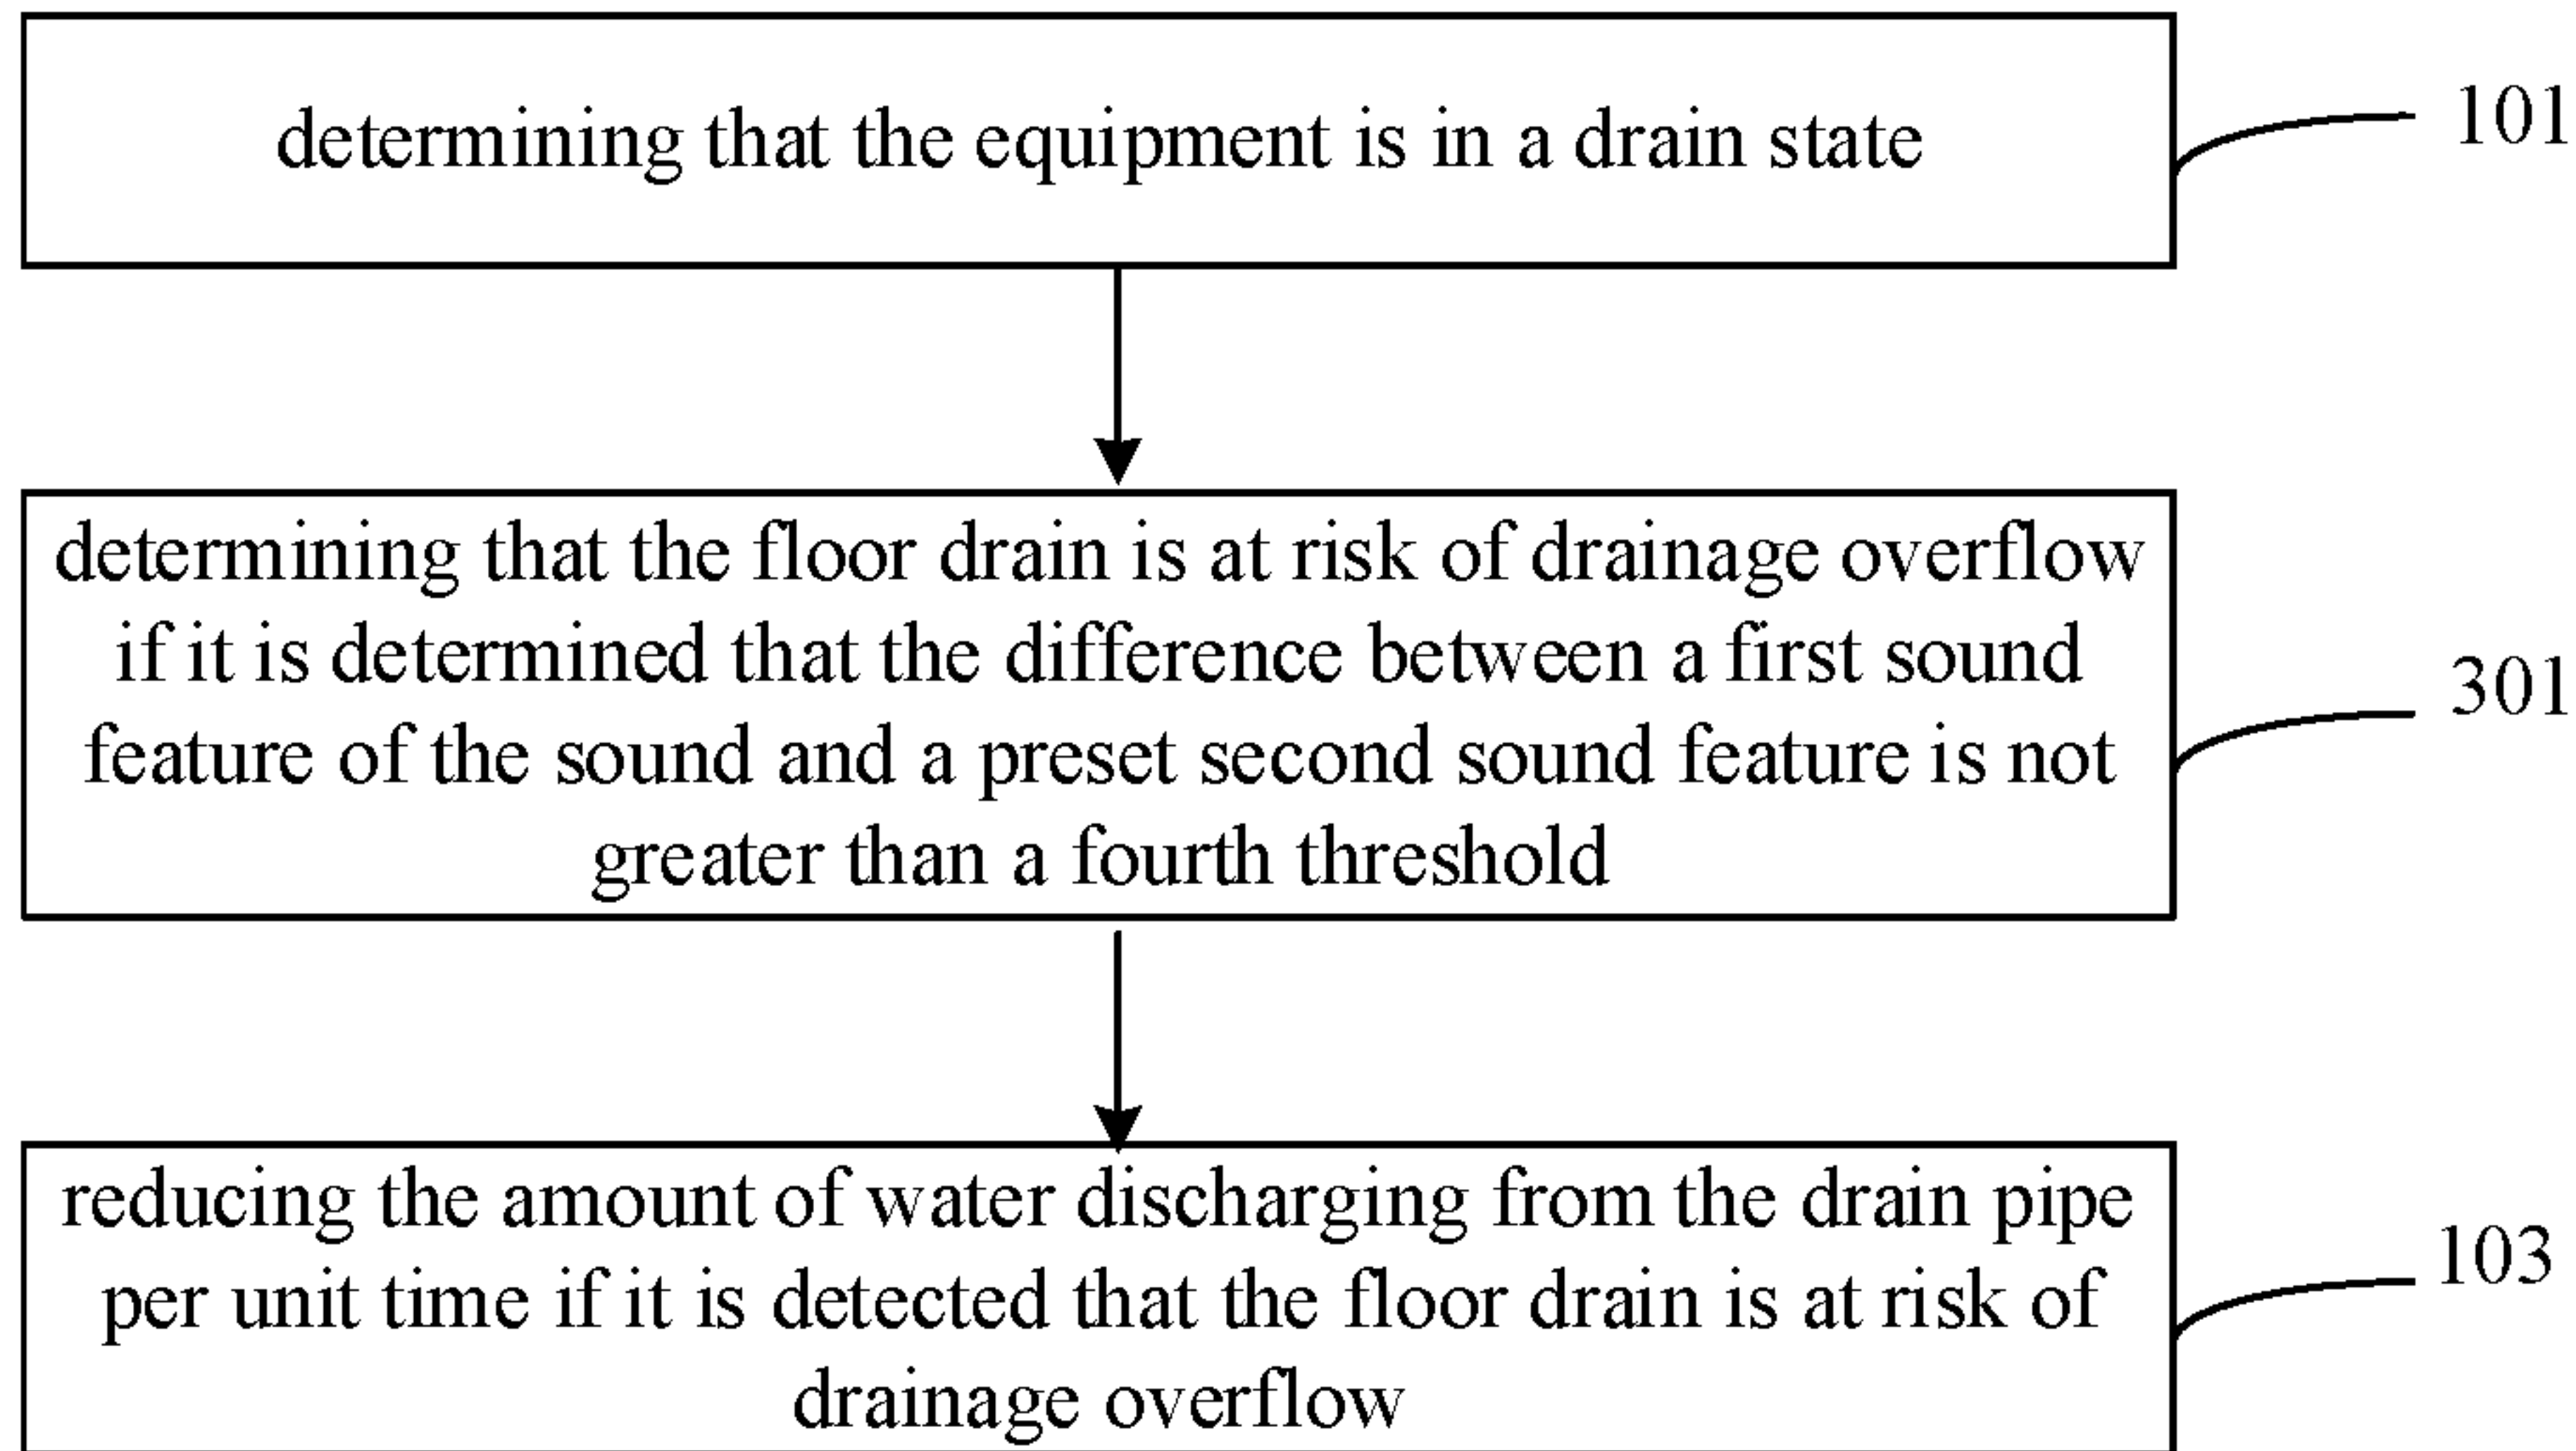 determining that the equipment is in a drain state
101
determining that the floor drain is at risk of drainage overflow
if it is determined that the difference between a first sound
feature of the sound and a preset second sound feature is not
greater than a fourth threshold
301
reducing the amount of water discharging from the drain pipe
per unit time if it is detected that the floor drain is at risk of
drainage overflow
103